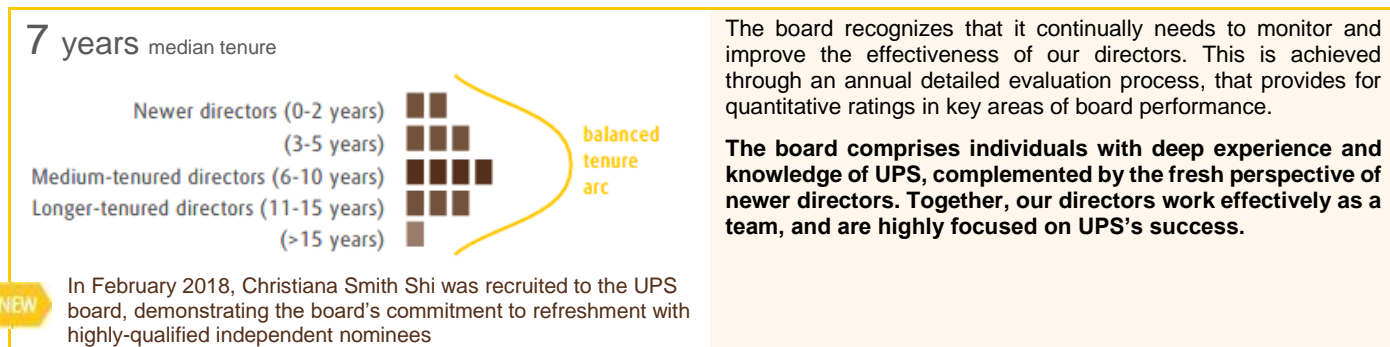 7 years median tenure
Newer directors (0-2 years)
(3-5 years)
Medium-tenured directors (6-10 years)
Longer-tenured directors (11-15 years)
(>15 years)
balanced
tenure
arc
NEW
In February 2018, Christiana Smith Shi was recruited to the UPS
board, demonstrating the board's commitment to refreshment with
highly-qualified independent nominees
The board recognizes that it continually needs to monitor and
improve the effectiveness of our directors. This is achieved
through an annual detailed evaluation process, that provides for
quantitative ratings in key areas of board performance.
The board comprises individuals with deep experience and
knowledge of UPS, complemented by the fresh perspective of
newer directors. Together, our directors work effectively as a
team, and are highly focused on UPS's success.